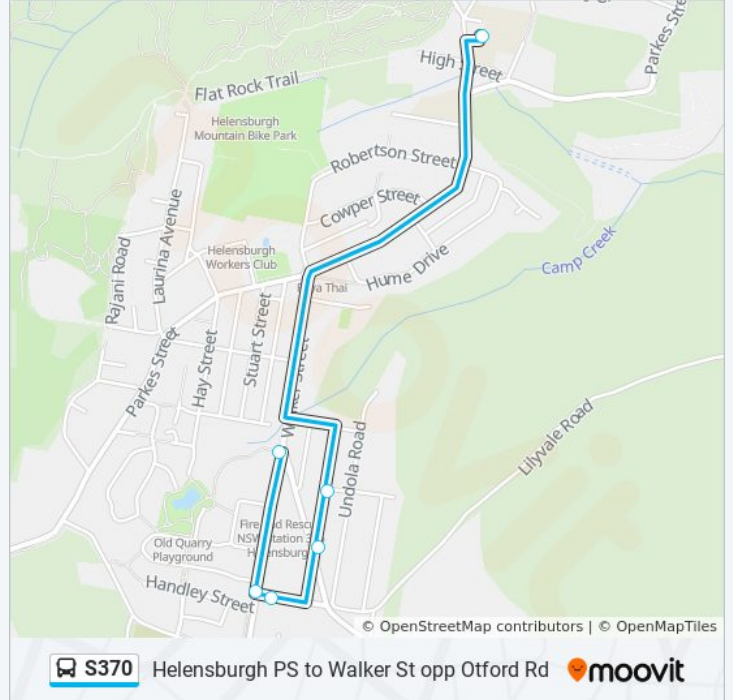 High Street
Parkes Stre
Flat Rock Trail
Helensburgh
Mountain Bike Park
Robertson Street
Cowper Street
Laurina Avenue
Rajani Road
Helensburgh
Workers Club
Hume Drive
Camp Creek
Thai
Stuart Street
Parkes Street
Hay Street
Street
Undola Road
Lilyvale Road
Old Quarry
Playground
Handley Street
© OpenStreetMap contributors | © OpenMapTiles
S370 Helensburgh PS to Walker St opp Otford Rd moovit